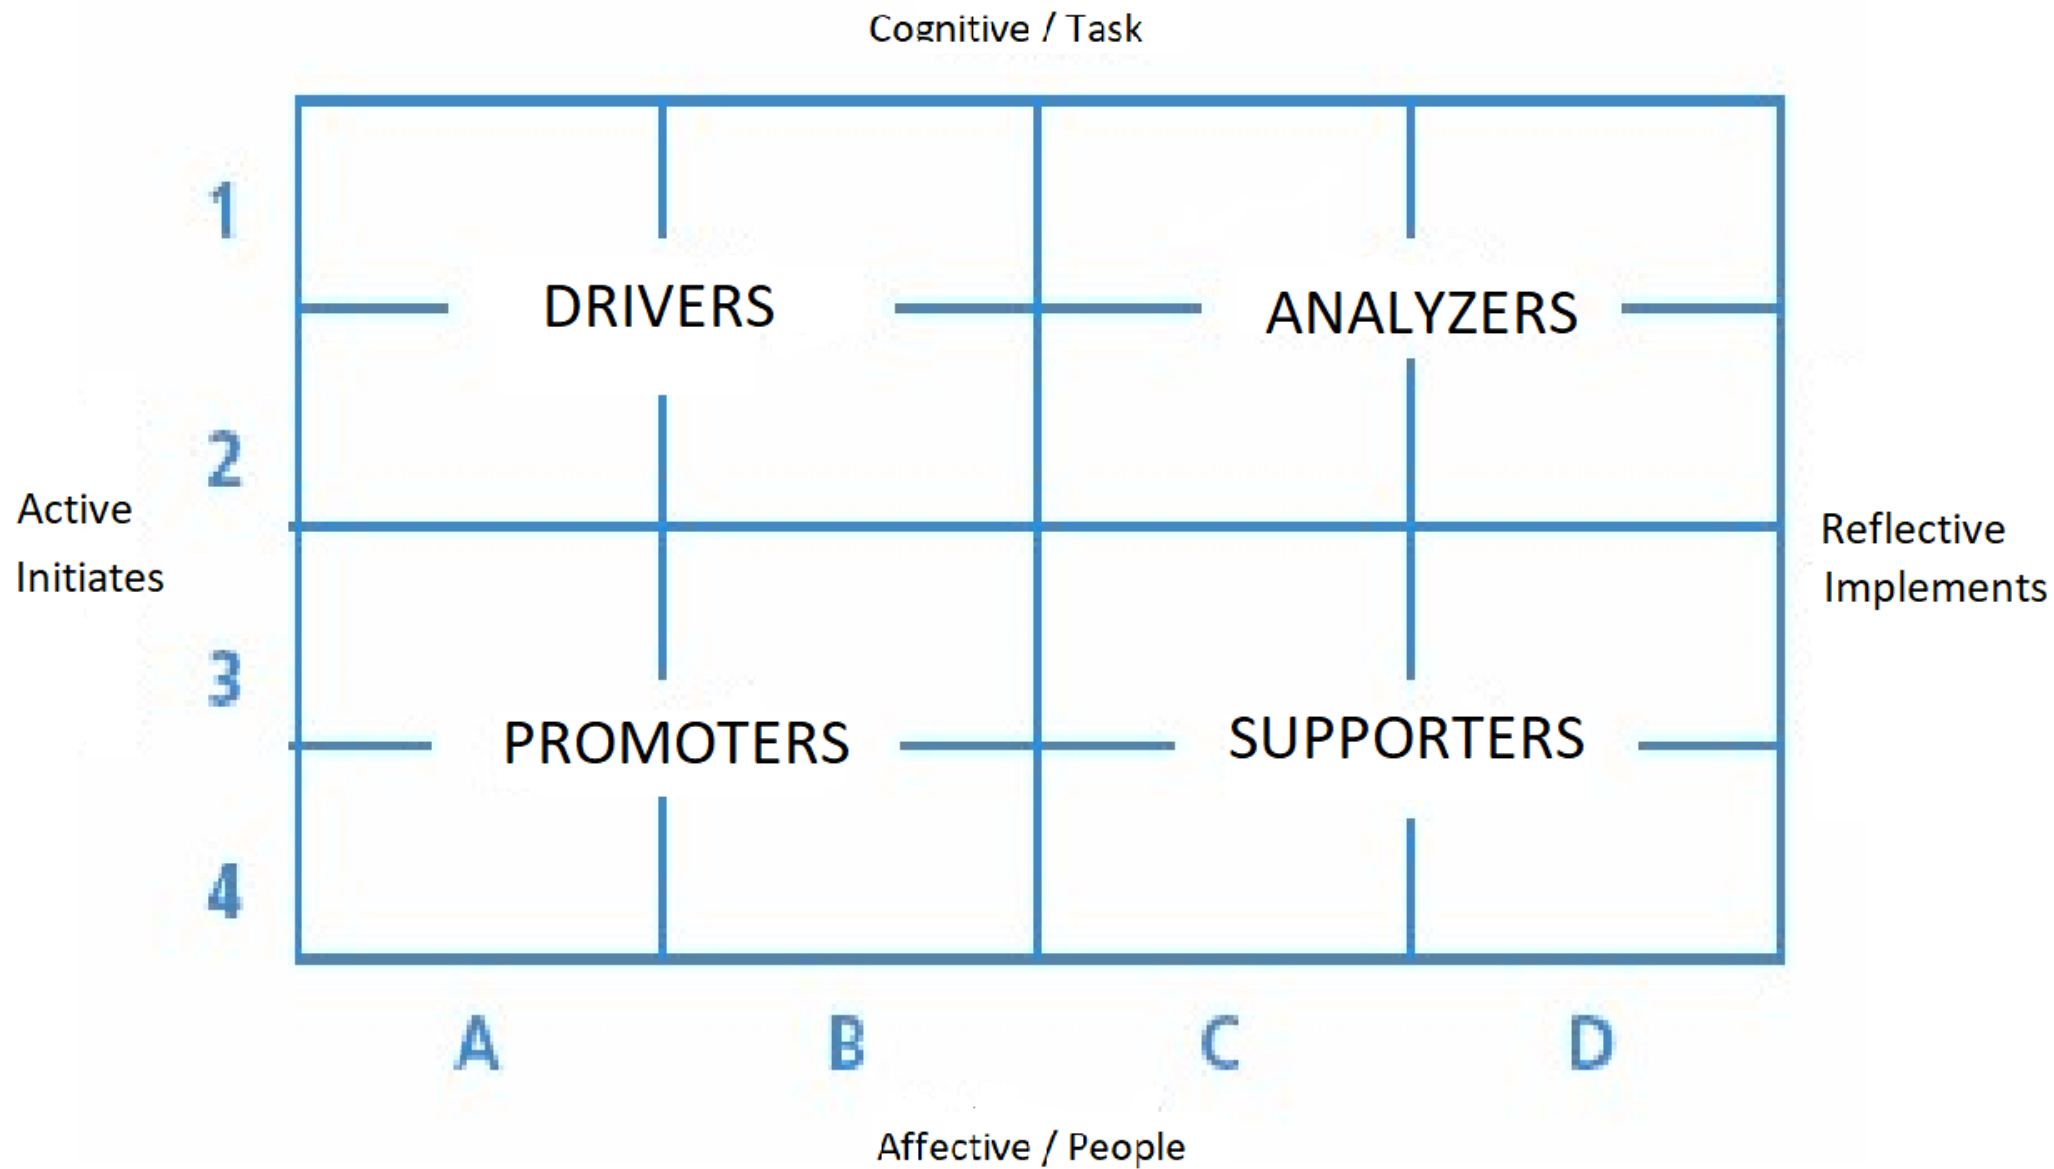 Cognitive / Task
1
DRIVERS
ANALYZERS
2
Active
Initiates
Reflective
Implements
3
PROMOTERS
SUPPORTERS
4
A B C D
Affective / People